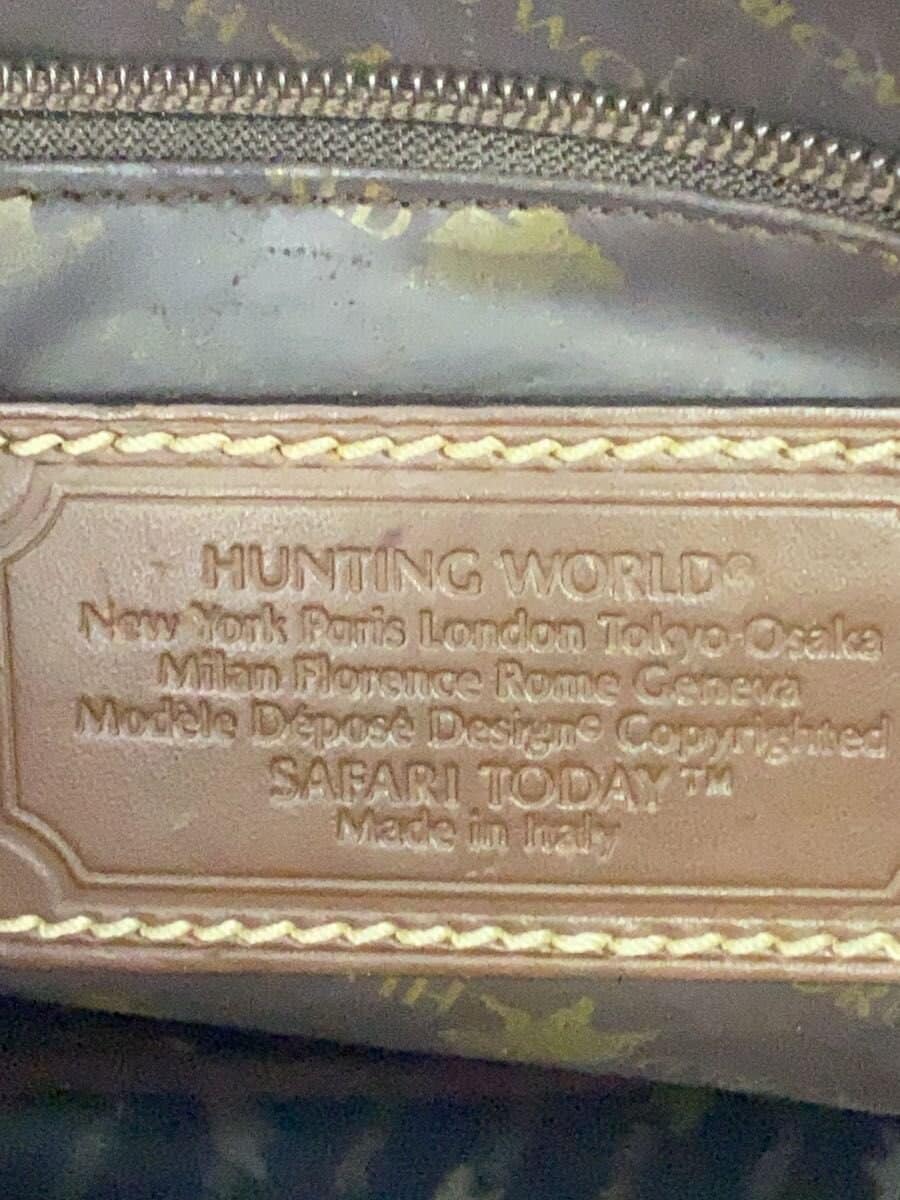 HUNTING WORLD®
New York Paris London Tokyo-Osaka
Milan Florence Rome Geneva
Modèle Déposé Design© Copyrighted
SAFARI TODAY™
Made in Italy